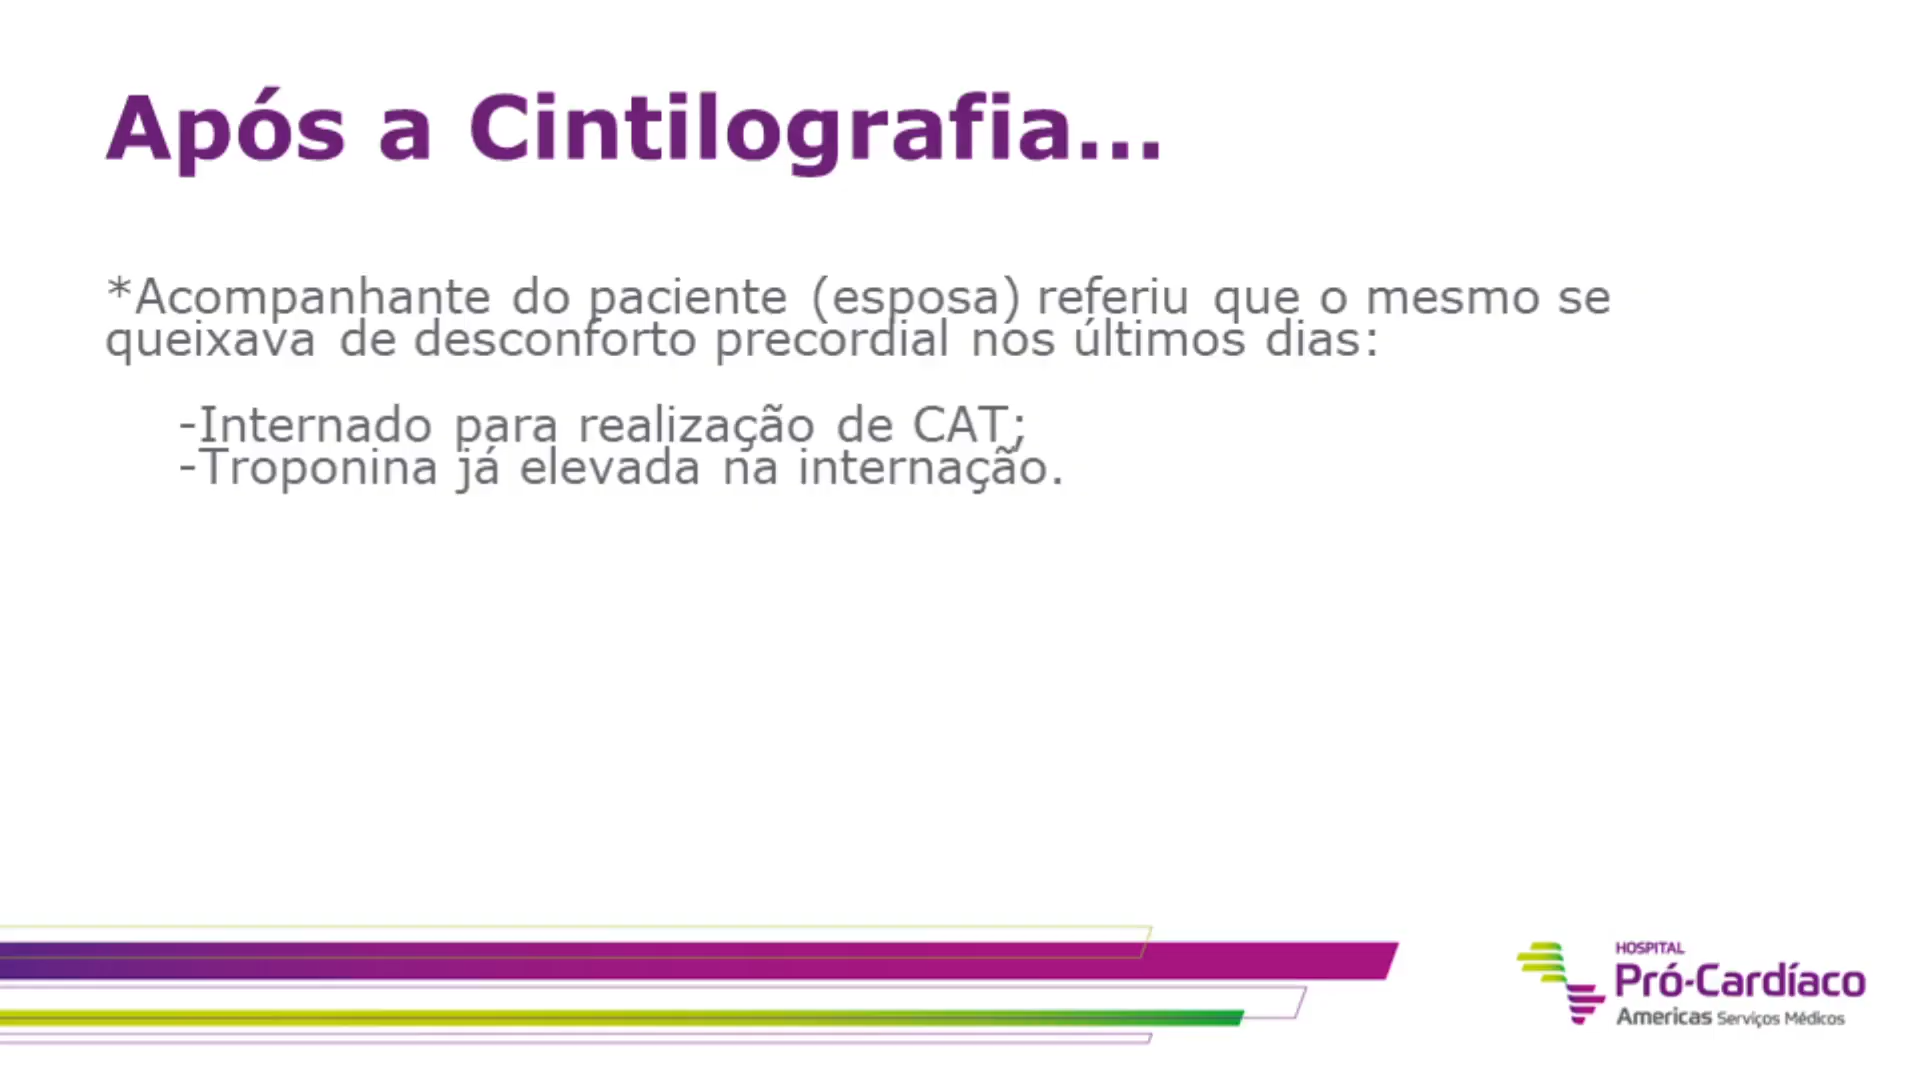 Após a Cintilografia...
*Acompanhante do paciente (esposa) referiu que o mesmo se
queixava de desconforto precordial nos últimos dias:
-Internado para realização de CAT;
-Troponina já elevada na internação.
HOSPITAL
Pró-Cardíaco
Americas Serviços Médicos